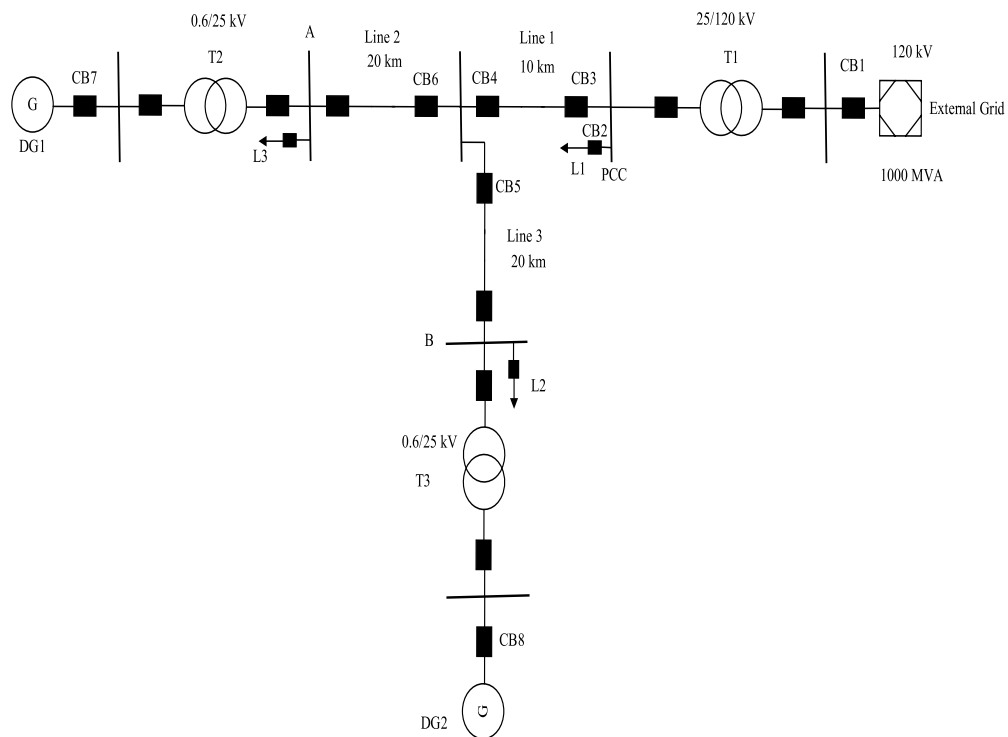 0.6/25 kV
25/120 kV
A
Line 2
20 km
Line 1
10 km
T2
T1
120 kV
CB7
CB6
CB4
CB3
CB1
G
External Grid
DG1
L3
CB2
L1
PCC
1000 MVA
CB5
Line 3
20 km
B
L2
0.6/25 kV
T3
CB8
G
DG2